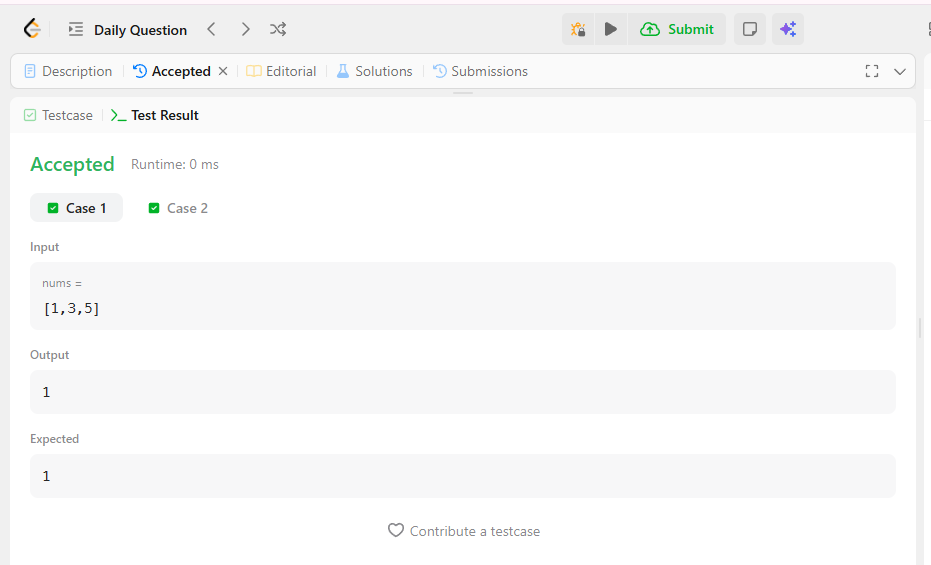 Daily Question
Submit
Description
Accepted
Editorial
Solutions
Submissions
Testcase
Test Result
Accepted Runtime: 0 ms
Case 1 Case 2
Input
nums =
[1,3,5]
Output
1
Expected
1
Contribute a testcase